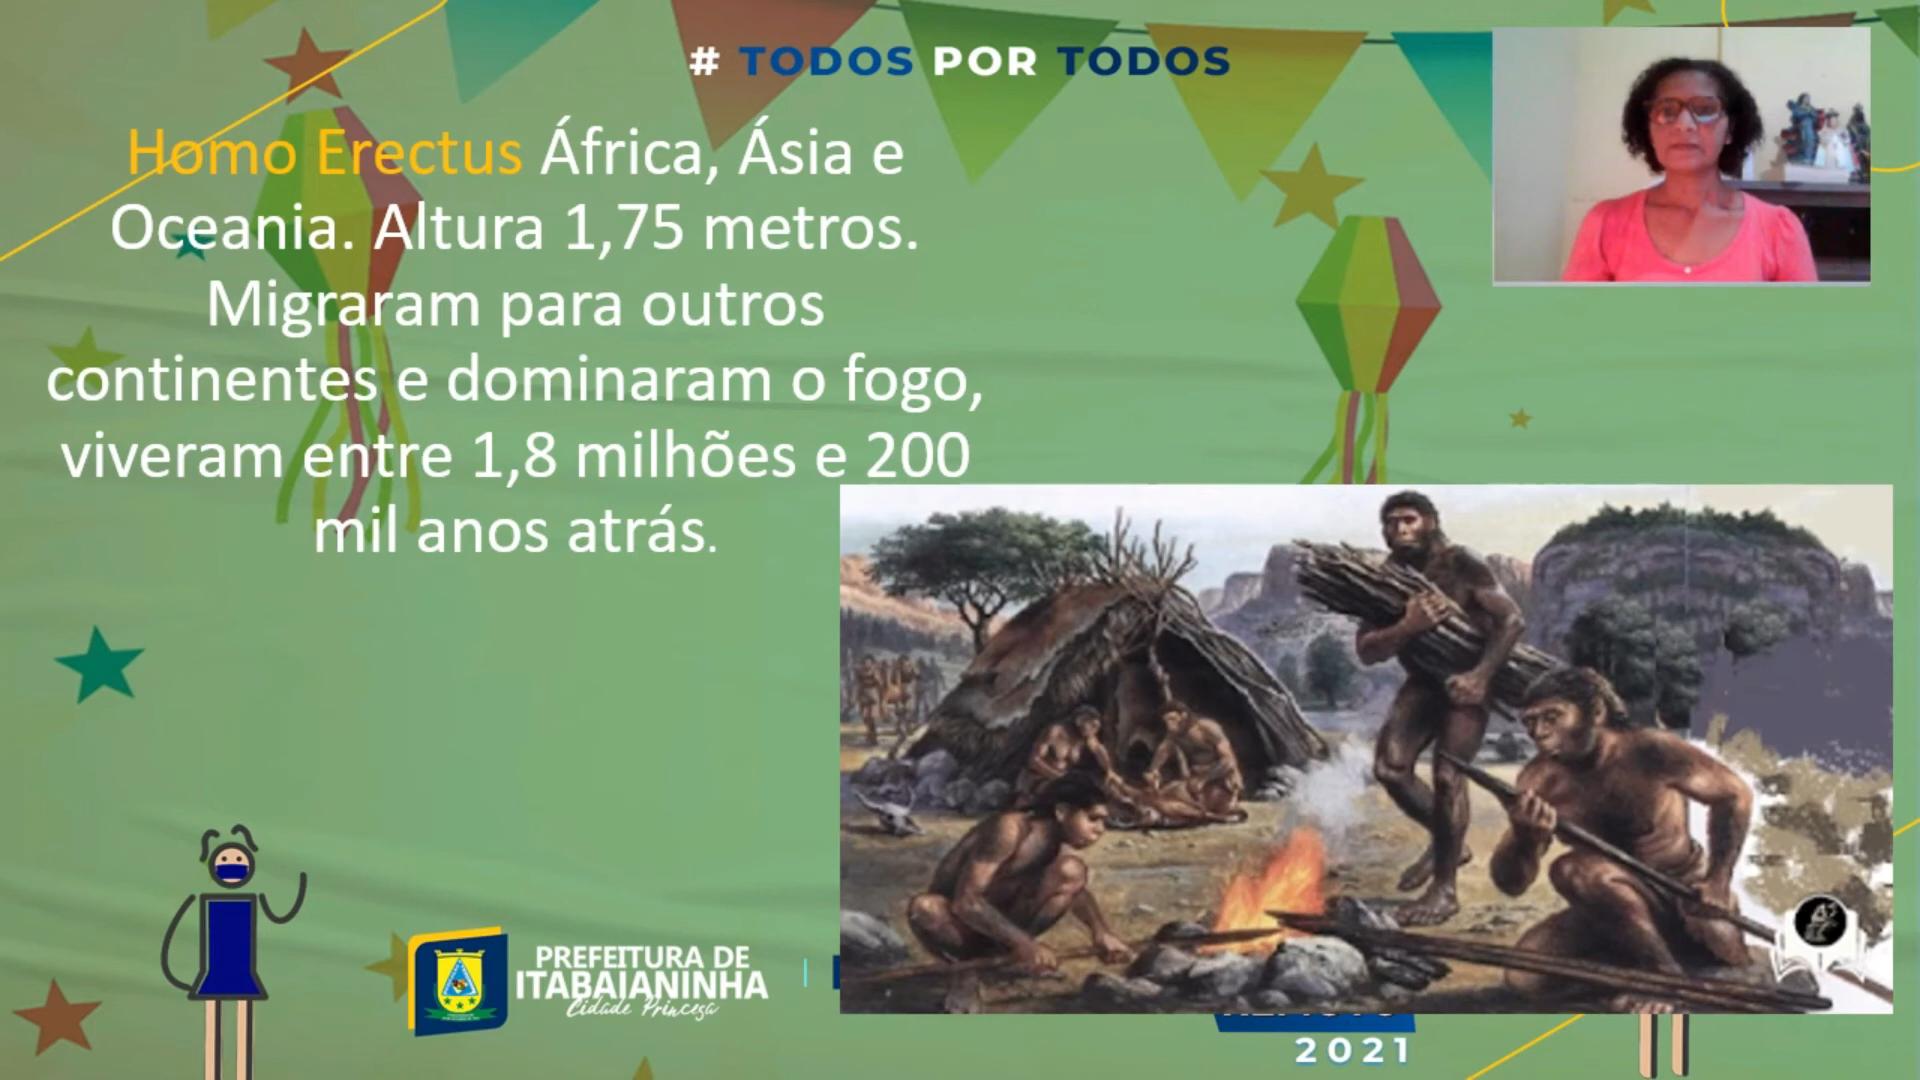 # TODOS POR TODOS
Homo Erectus África, Ásia e
Oceania. Altura 1,75 metros.
Migraram para outros
continentes e dominaram o fogo,
viveram entre 1,8 milhões e 200
mil anos atrás.
PREFEITURA DE
ITABAIANINHA
Cidade Princesa
2021